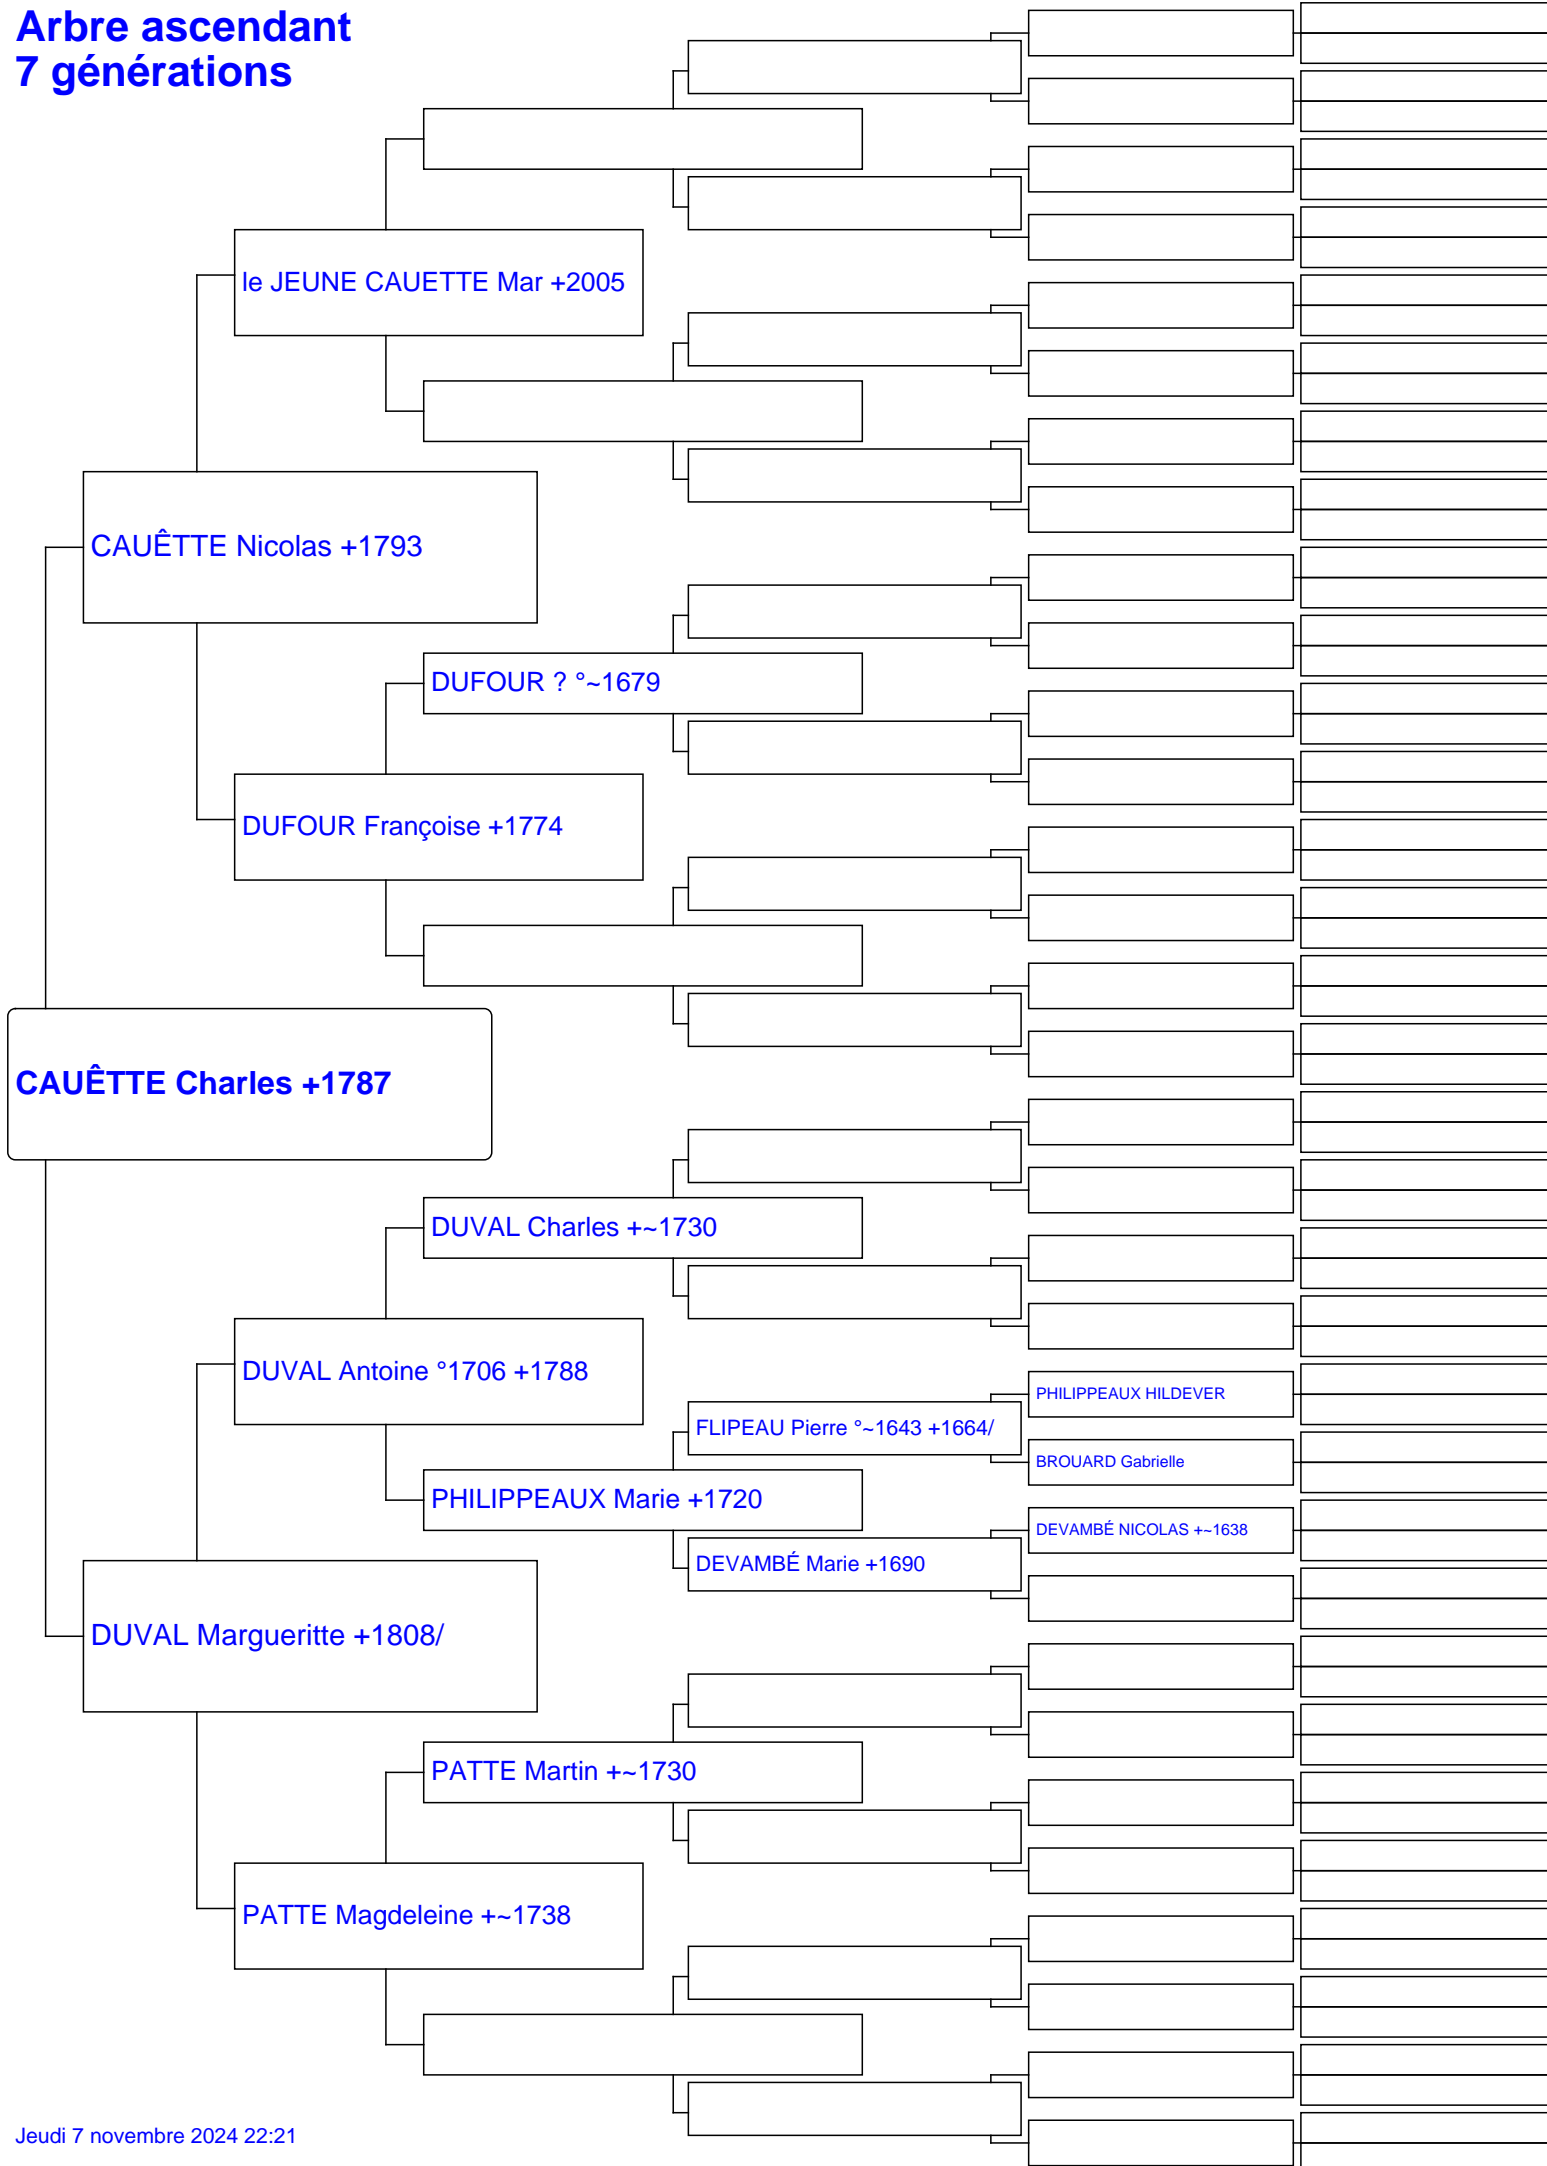 Arbre ascendant
7 générations
le JEUNE CAUETTE Mar +2005
CAUÊTTE Nicolas +1793
DUFOUR ? °~1679
DUFOUR Françoise +1774
CAUÊTTE Charles +1787
DUVAL Charles +~1730
DUVAL Antoine °1706 +1788
PHILIPPEAUX HILDEVER
FLIPEAU Pierre °~1643 +1664/
BROUARD Gabrielle
PHILIPPEAUX Marie +1720
DEVAMBÉ NICOLAS +~1638
DEVAMBÉ Marie +1690
DUVAL Margueritte +1808/
PATTE Martin +~1730
PATTE Magdeleine +~1738
Jeudi 7 novembre 2024 22:21